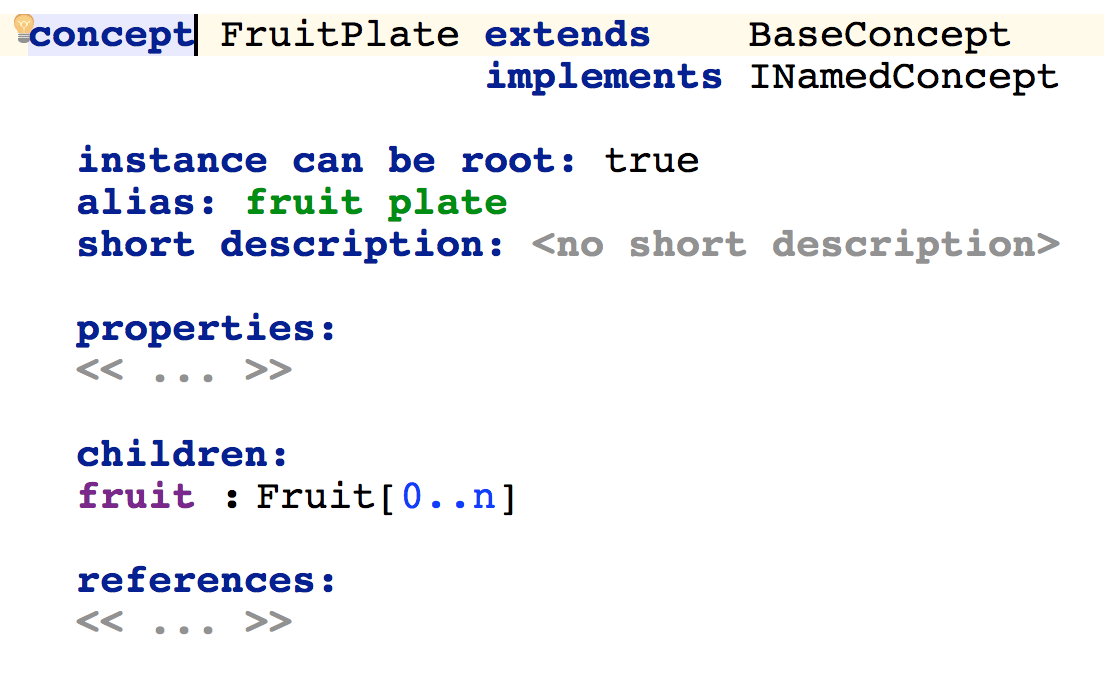 concept FruitPlate extends BaseConcept
implements INamedConcept
instance can be root: true
alias: fruit plate
short description: <no short description>
properties:
<< ... >>
children:
fruit : Fruit[0..n]
references:
<< ... >>